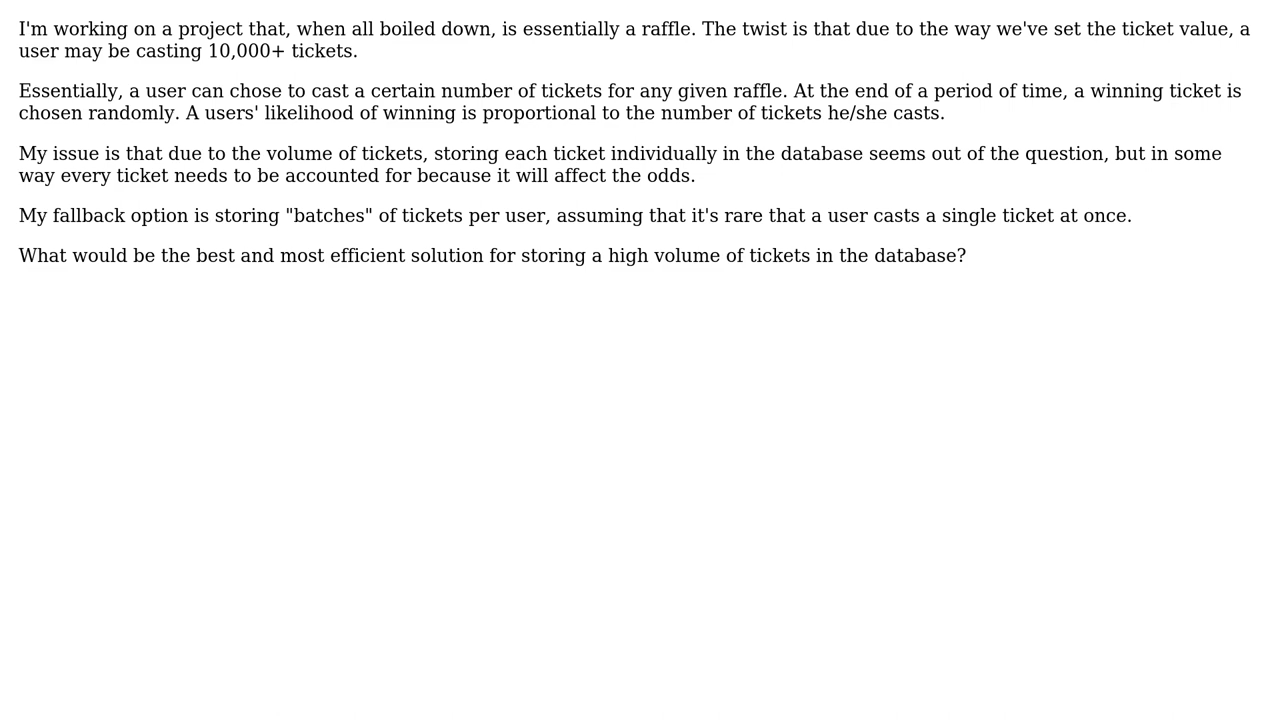 I'm working on a project that, when all boiled down, is essentially a raffle. The twist is that due to the way we've set the ticket value, a
user may be casting 10,000+ tickets.
Essentially, a user can chose to cast a certain number of tickets for any given raffle. At the end of a period of time, a winning ticket is
chosen randomly. A users' likelihood of winning is proportional to the number of tickets he/she casts.
My issue is that due to the volume of tickets, storing each ticket individually in the database seems out of the question, but in some
way every ticket needs to be accounted for because it will affect the odds.
My fallback option is storing "batches" of tickets per user, assuming that it's rare that a user casts a single ticket at once.
What would be the best and most efficient solution for storing a high volume of tickets in the database?